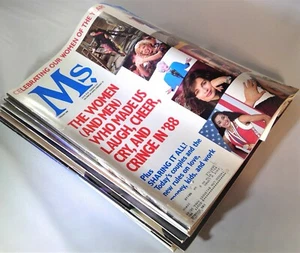 CELEBRATING OUR WOMEN OF THE
Ms.
THE WOMEN
(AND MEN)
WHO MADE US
LAUGH, CHEER,
CRY, AND
CRINGE IN '88
Plus
SHARING IT ALL!
Today's couples and the
new rules on love,
money, kids, and work